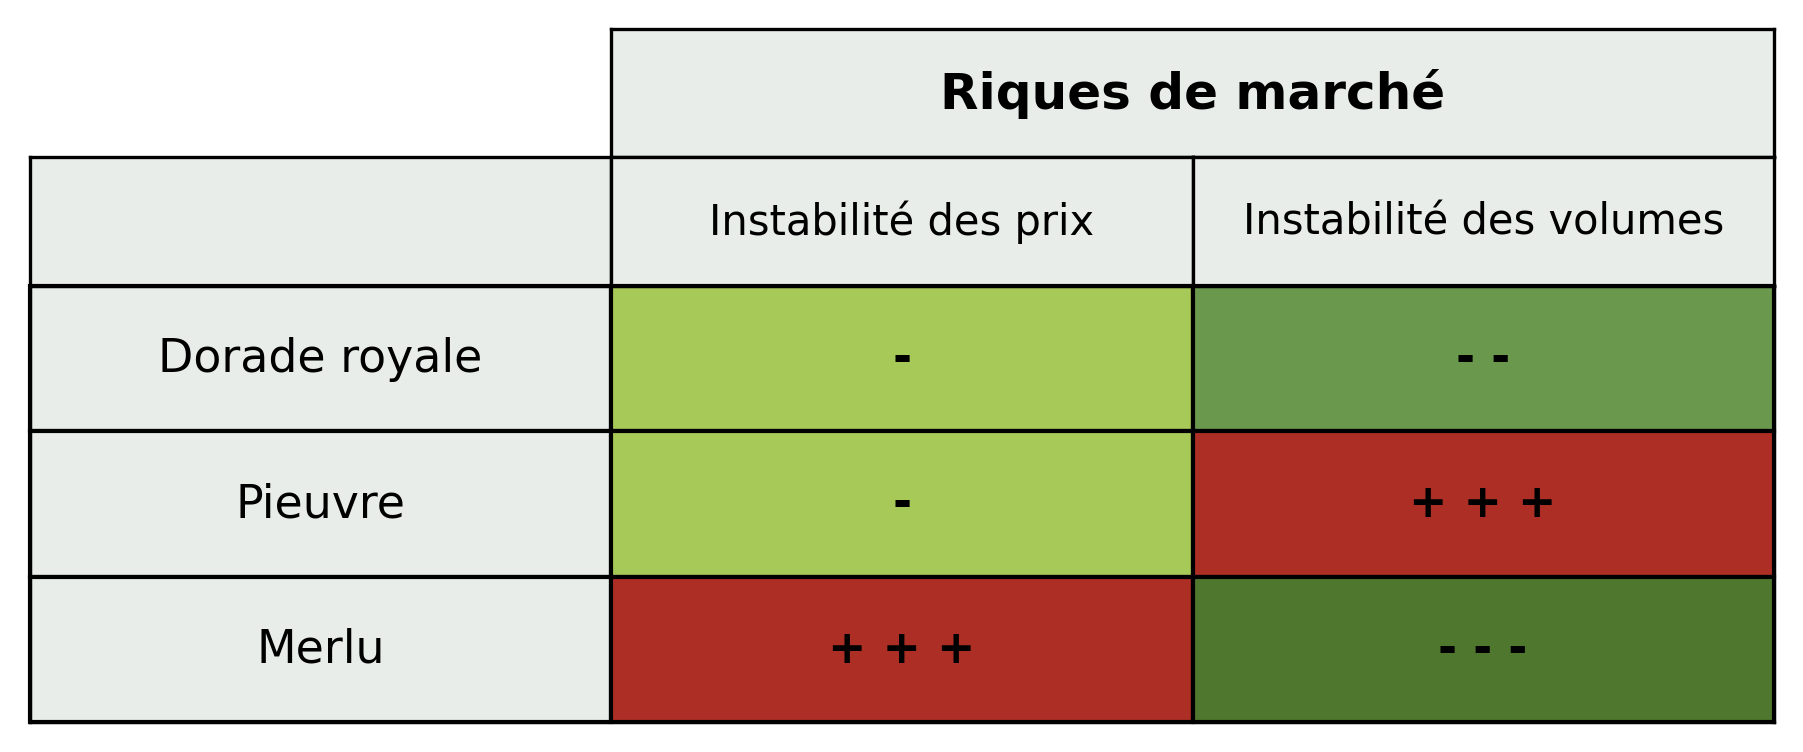 Riques de marché
Instabilité des prix Instabilité des volumes
Dorade royale - - -
Pieuvre - + + +
Merlu + + + - - -